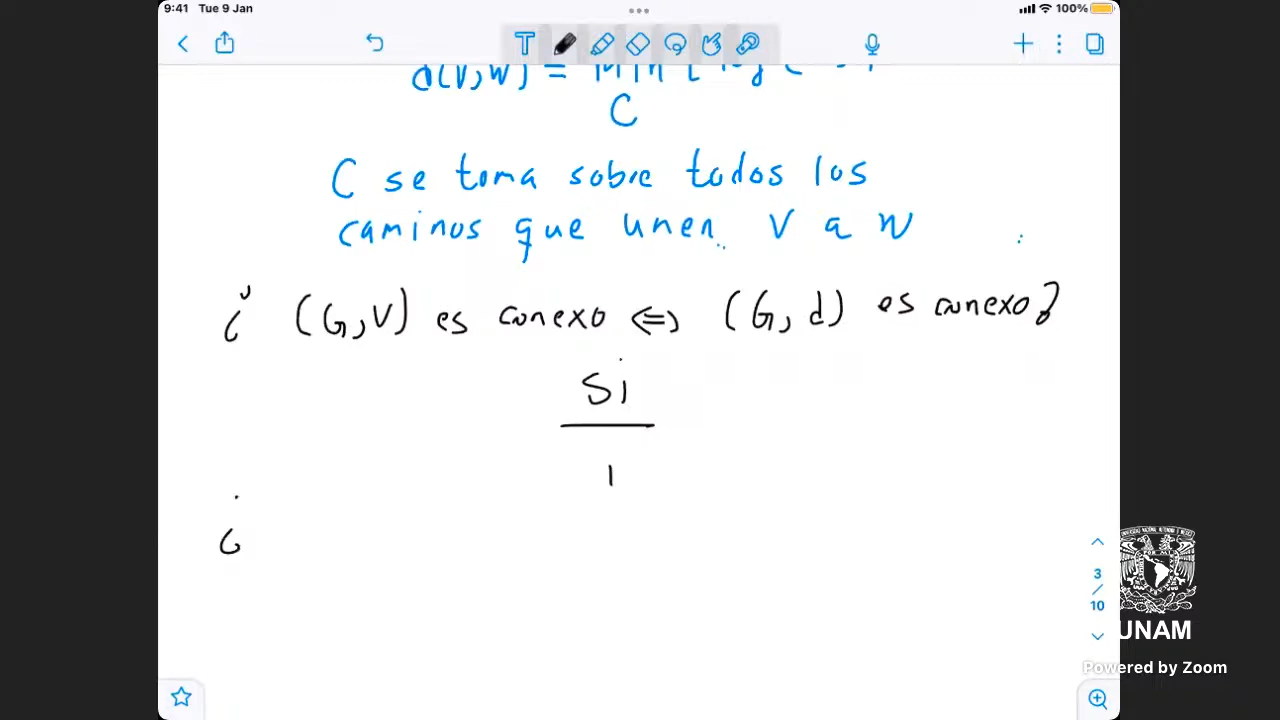 9:41 Tue 9 Jan
100%
d(v,w) = Min
C
C se toma sobre todos los
caminos que unen v a w
¿ (G,V) es conexo ⇔ (G,d) es conexo?
Si
¿
3
/
10
UNAM
Powered by Zoom